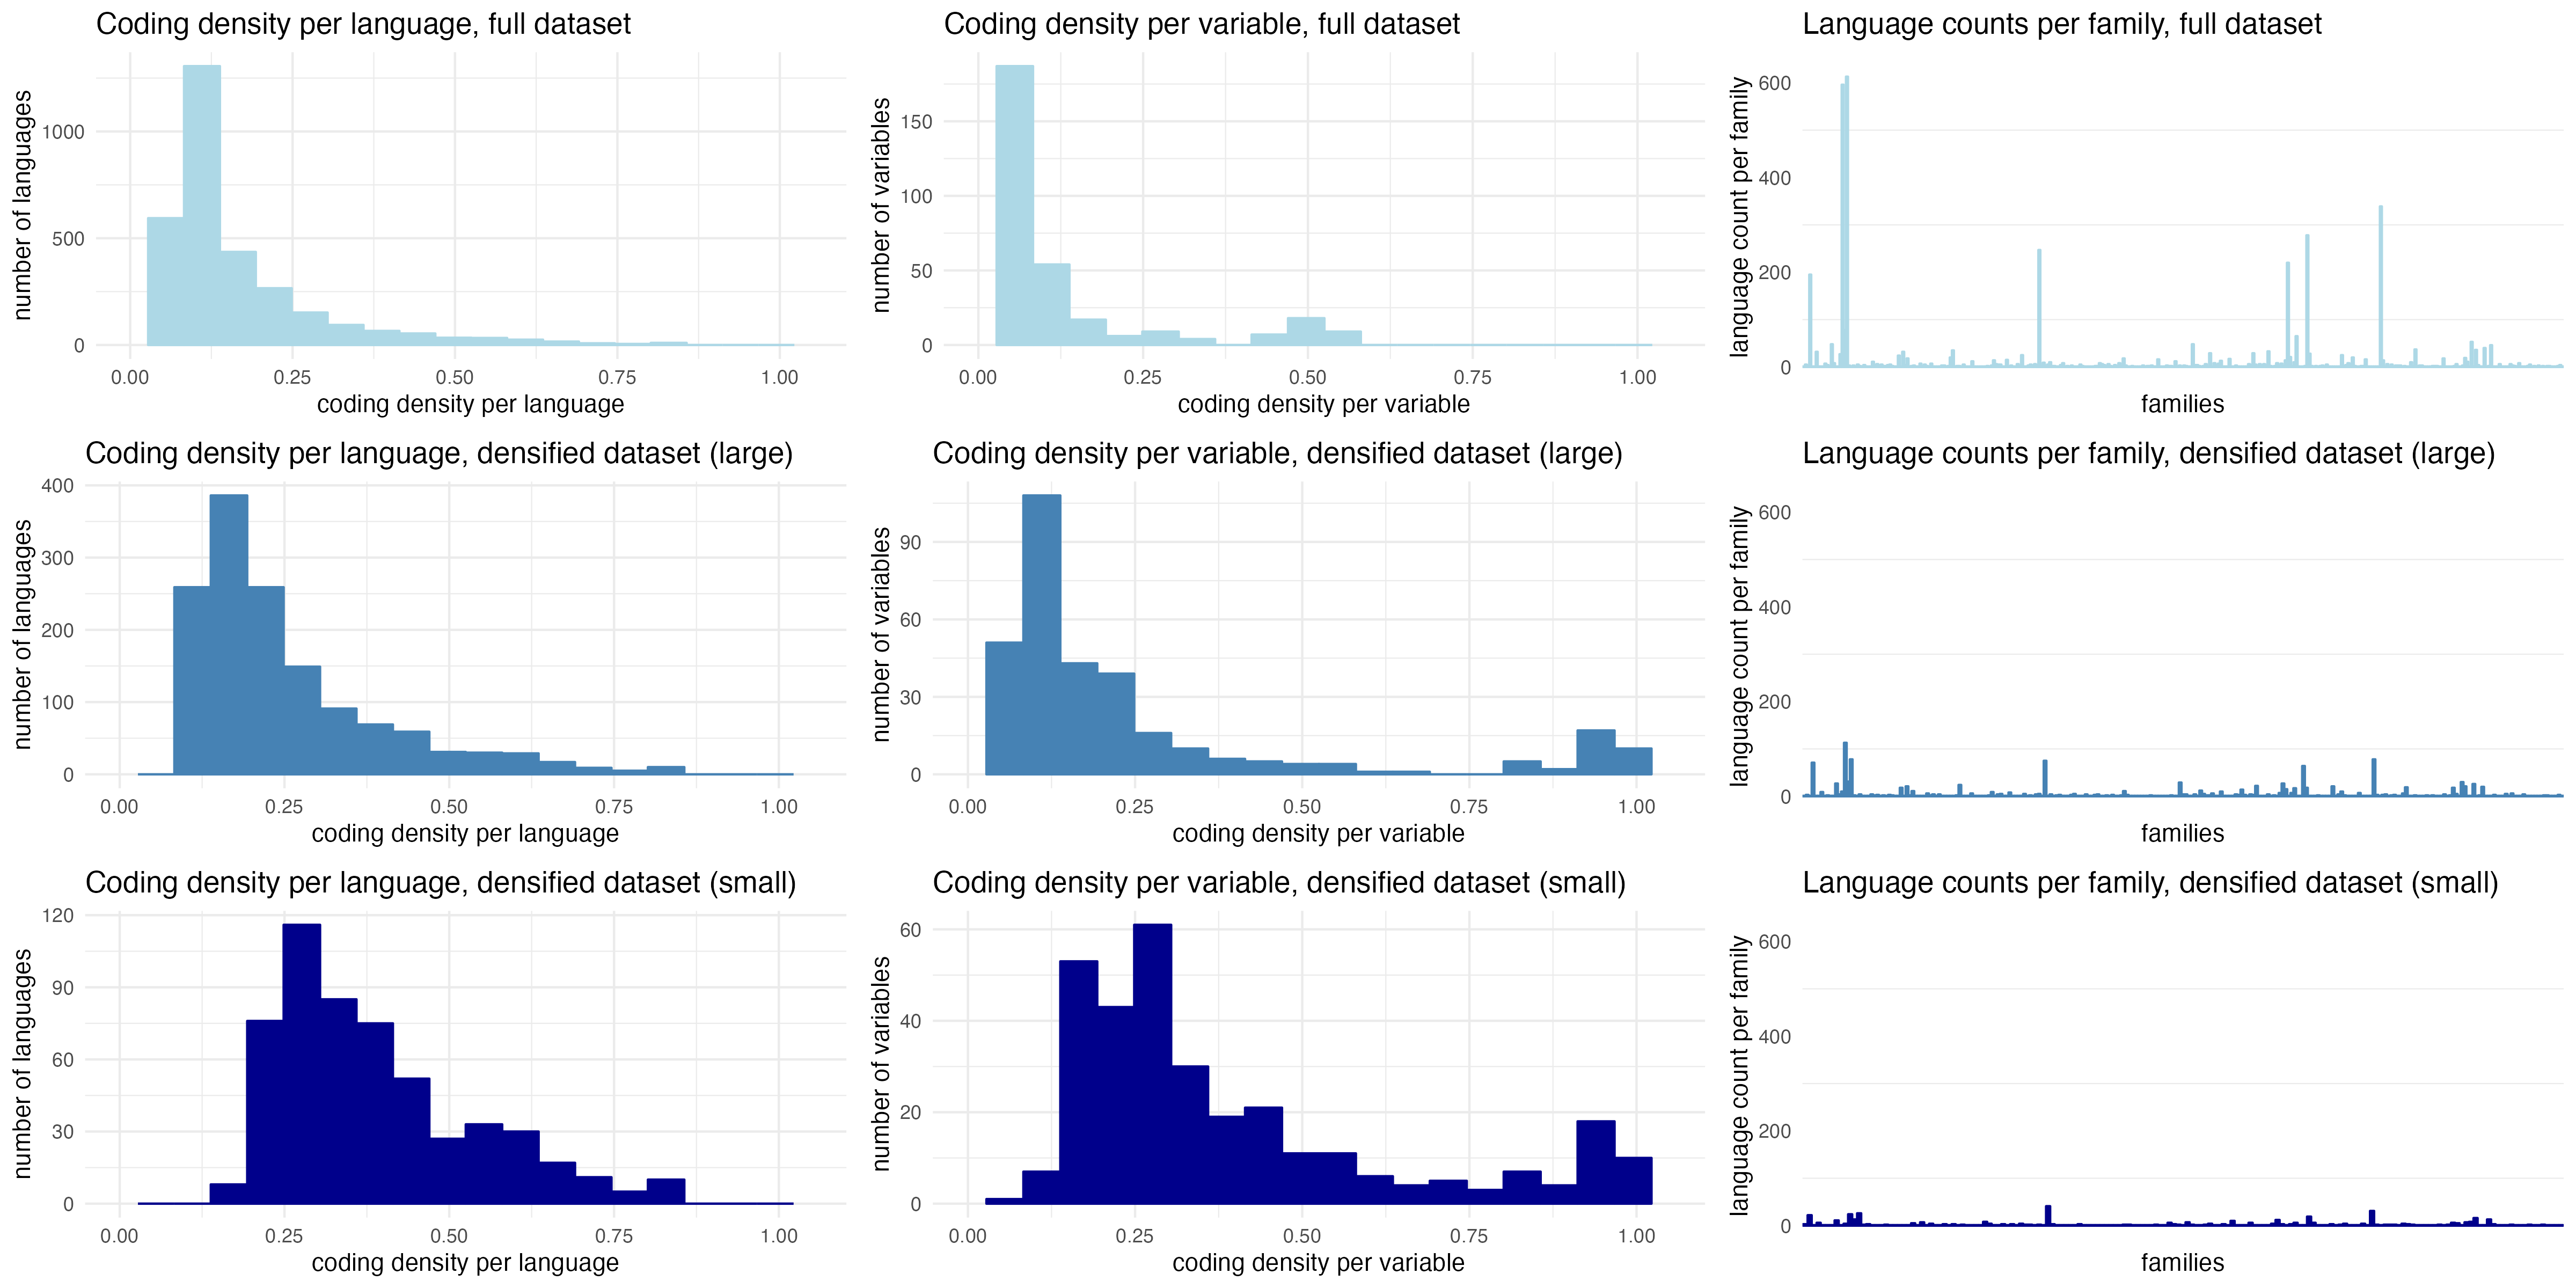 Coding density per language, full dataset
number of languages
1000
500
0
0.00 0.25 0.50 0.75 1.00
coding density per language
Coding density per variable, full dataset
number of variables
150
100
50
0
0.00 0.25 0.50 0.75 1.00
coding density per variable
Language counts per family, full dataset
language count per family
600
400
200
0
families
Coding density per language, densified dataset (large)
number of languages
400
300
200
100
0
0.00 0.25 0.50 0.75 1.00
coding density per language
Coding density per variable, densified dataset (large)
number of variables
90
60
30
0
0.00 0.25 0.50 0.75 1.00
coding density per variable
Language counts per family, densified dataset (large)
language count per family
600
400
200
0
families
Coding density per language, densified dataset (small)
number of languages
120
90
60
30
0
0.00 0.25 0.50 0.75 1.00
coding density per language
Coding density per variable, densified dataset (small)
number of variables
60
40
20
0
0.00 0.25 0.50 0.75 1.00
coding density per variable
Language counts per family, densified dataset (small)
language count per family
600
400
200
0
families